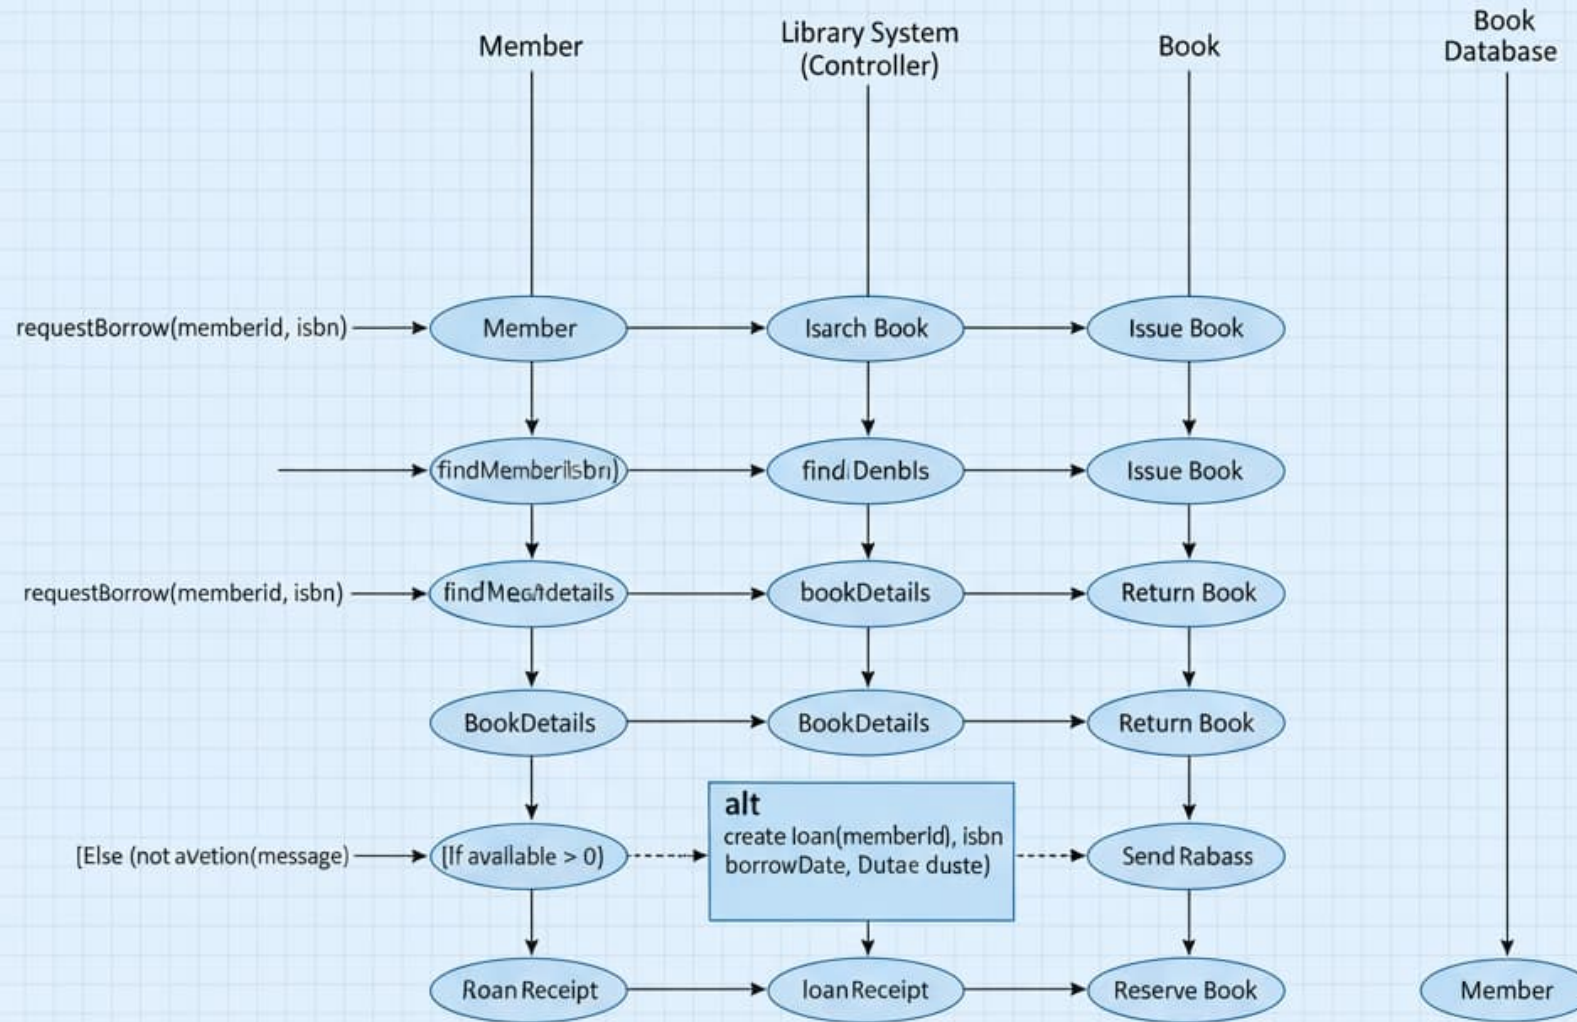 Member
Library System
(Controller)
Book
Book
Database
requestBorrow(memberid, isbn)
Member
Isarch Book
Issue Book
find Denbls
Issue Book
requestBorrow(memberid, isbn)
bookDetails
Return Book
BookDetails
BookDetails
Return Book
[Else (not avetion(message)
[If available > 0)
alt
create loan(memberId), isbn
borrowDate, Dutae duste)
Send Rabass
Roan Receipt
loanReceipt
Reserve Book
Member